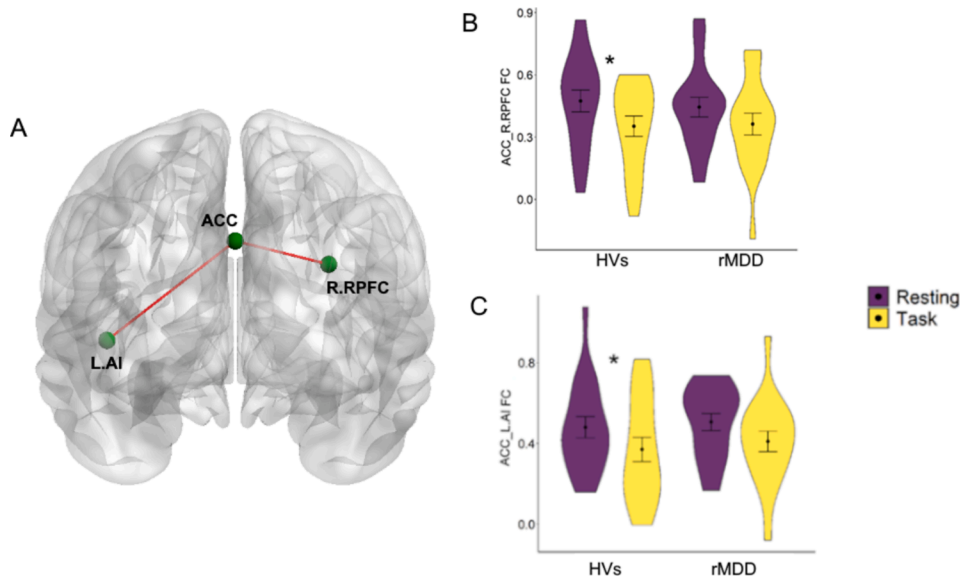 A
ACC
R.RPFC
L.AI
B
ACC_R.RPFC FC
0.9
0.6
0.3
0.0
*
HVs
rMDD
Resting
Task
C
ACC_L.AI FC
0.8
0.4
0.0
*
HVs
rMDD